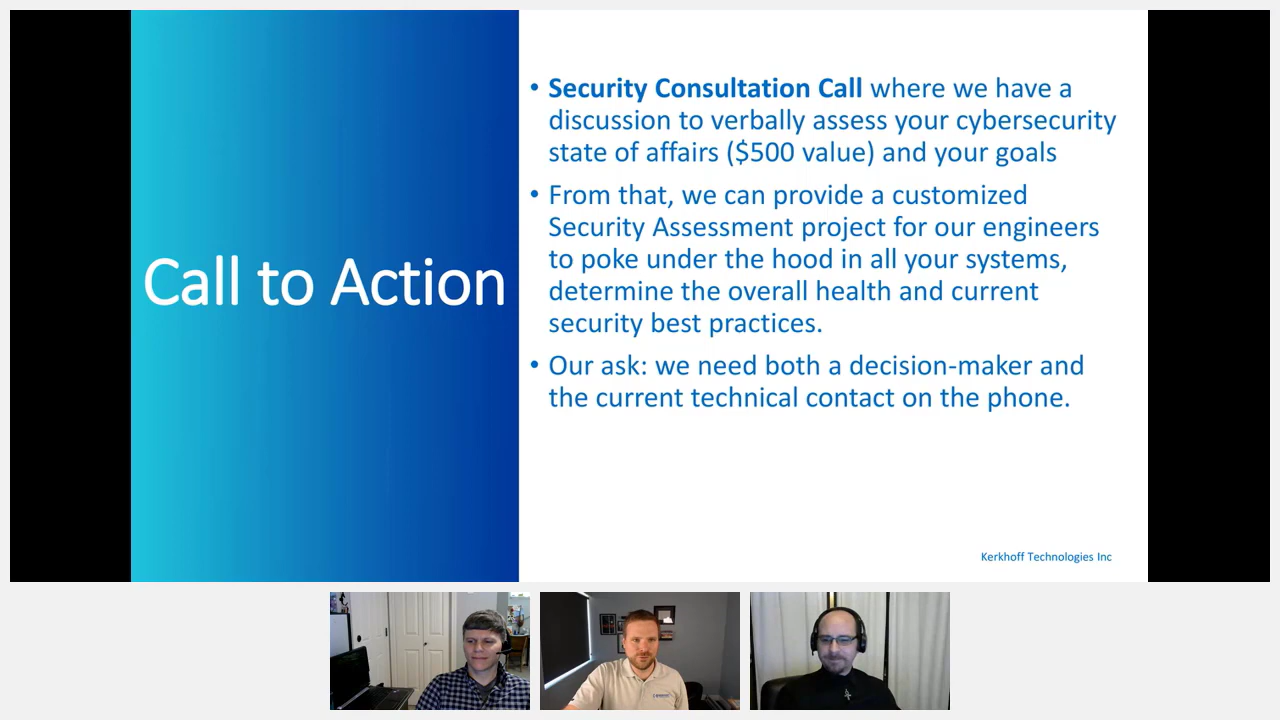 Call to Action
• Security Consultation Call where we have a
discussion to verbally assess your cybersecurity
state of affairs ($500 value) and your goals
• From that, we can provide a customized
Security Assessment project for our engineers
to poke under the hood in all your systems,
determine the overall health and current
security best practices.
• Our ask: we need both a decision-maker and
the current technical contact on the phone.
Kerkhoff Technologies Inc